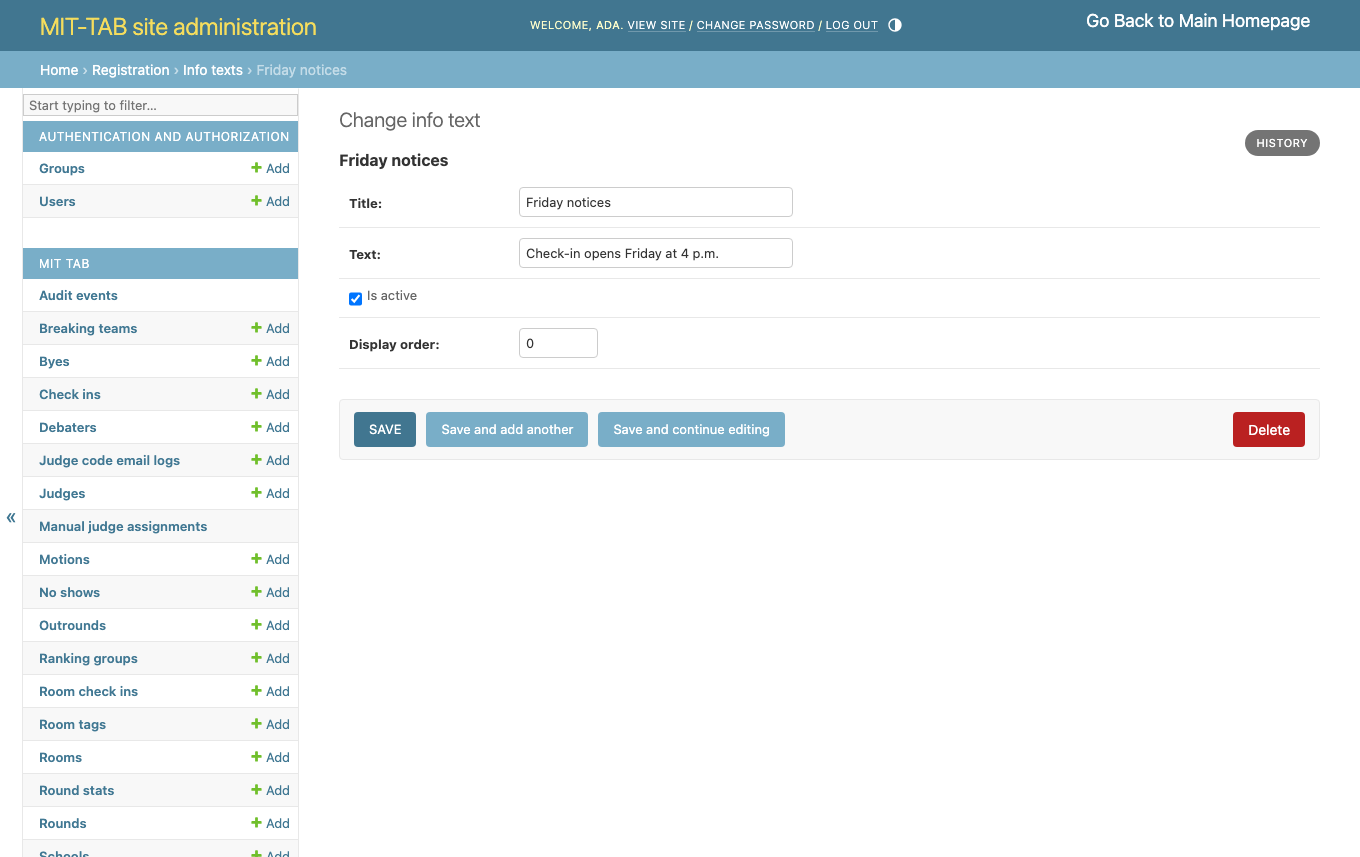 MIT-TAB site administration
WELCOME, ADA. VIEW SITE / CHANGE PASSWORD / LOG OUT
Go Back to Main Homepage
Home › Registration › Info texts › Friday notices
Start typing to filter...
AUTHENTICATION AND AUTHORIZATION
Groups Add
Users Add
MIT TAB
Audit events
Breaking teams Add
Byes Add
Check ins Add
Debaters Add
Judge code email logs Add
Judges Add
Manual judge assignments
Motions Add
No shows Add
Outrounds Add
Ranking groups Add
Room check ins Add
Room tags Add
Rooms Add
Round stats Add
Rounds Add
Schools Add
«
Change info text
HISTORY
Friday notices
Title: Friday notices
Text: Check-in opens Friday at 4 p.m.
Is active
Display order: 0
SAVE Save and add another Save and continue editing Delete